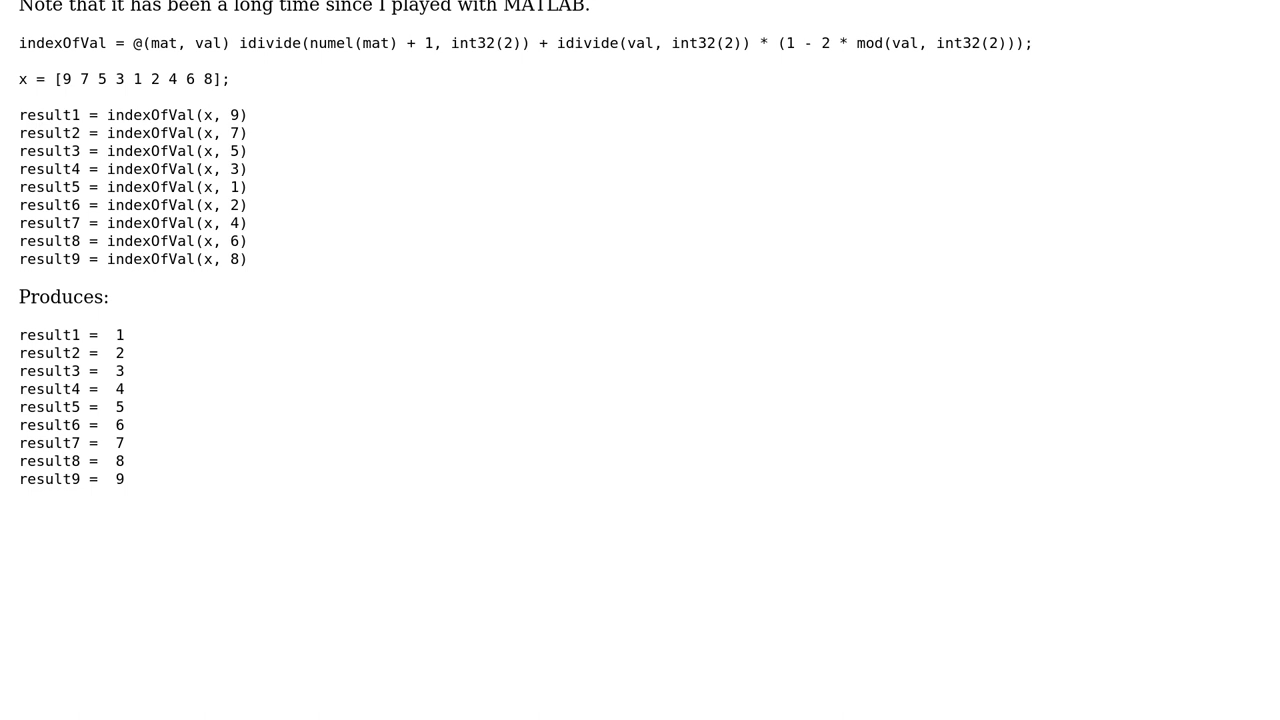 Note that it has been a long time since I played with MATLAB.
indexOfVal = @(mat, val) idivide(numel(mat) + 1, int32(2)) + idivide(val, int32(2)) * (1 - 2 * mod(val, int32(2)));
x = [9 7 5 3 1 2 4 6 8];
result1 = indexOfVal(x, 9)
result2 = indexOfVal(x, 7)
result3 = indexOfVal(x, 5)
result4 = indexOfVal(x, 3)
result5 = indexOfVal(x, 1)
result6 = indexOfVal(x, 2)
result7 = indexOfVal(x, 4)
result8 = indexOfVal(x, 6)
result9 = indexOfVal(x, 8)
Produces:
result1 =  1
result2 =  2
result3 =  3
result4 =  4
result5 =  5
result6 =  6
result7 =  7
result8 =  8
result9 =  9